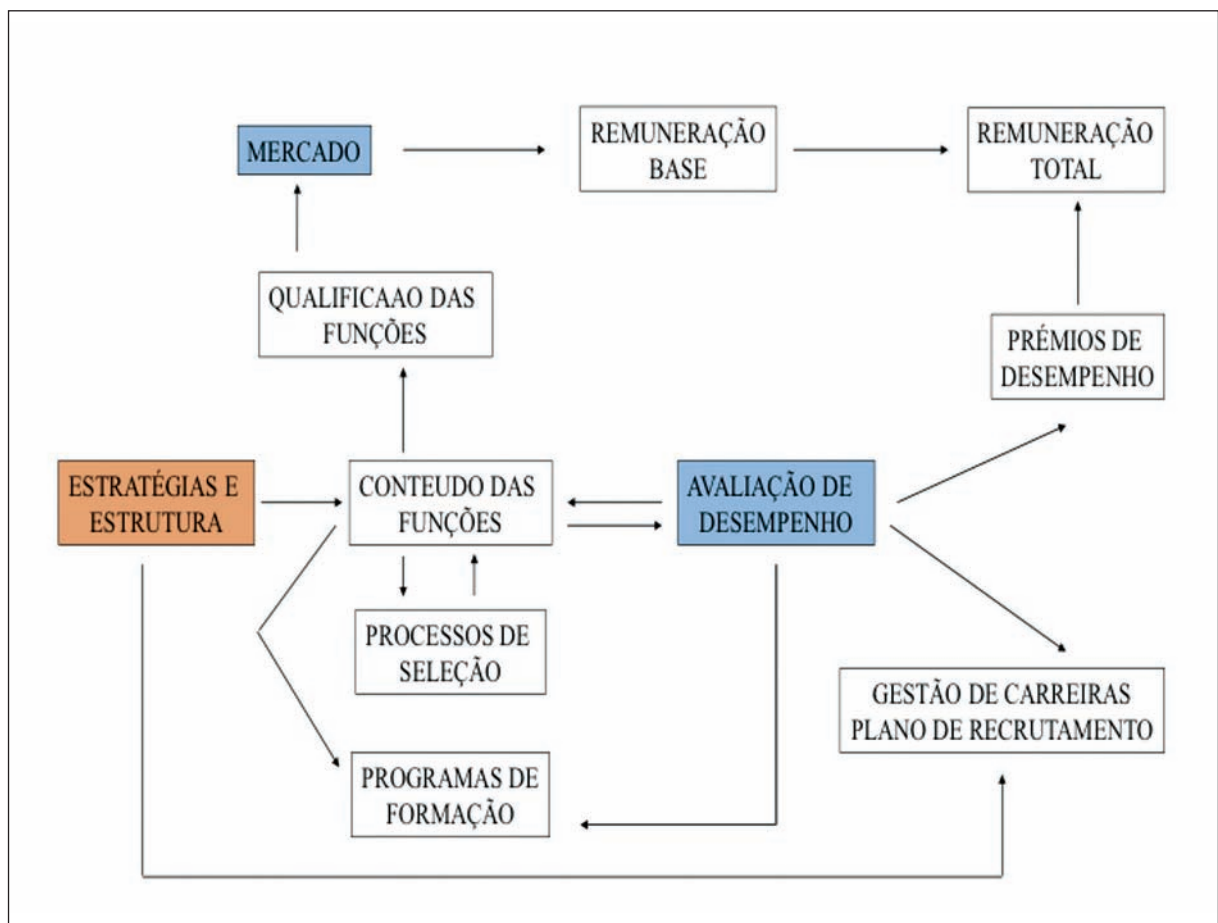 MERCADO
REMUNERAÇÃO
BASE
REMUNERAÇÃO
TOTAL
QUALIFICAAO DAS
FUNÇÕES
PRÉMIOS DE
DESEMPENHO
ESTRATÉGIAS E
ESTRUTURA
CONTEUDO DAS
FUNÇÕES
AVALIAÇÃO DE
DESEMPENHO
PROCESSOS DE
SELEÇÃO
GESTÃO DE CARREIRAS
PLANO DE RECRUTAMENTO
PROGRAMAS DE
FORMAÇÃO